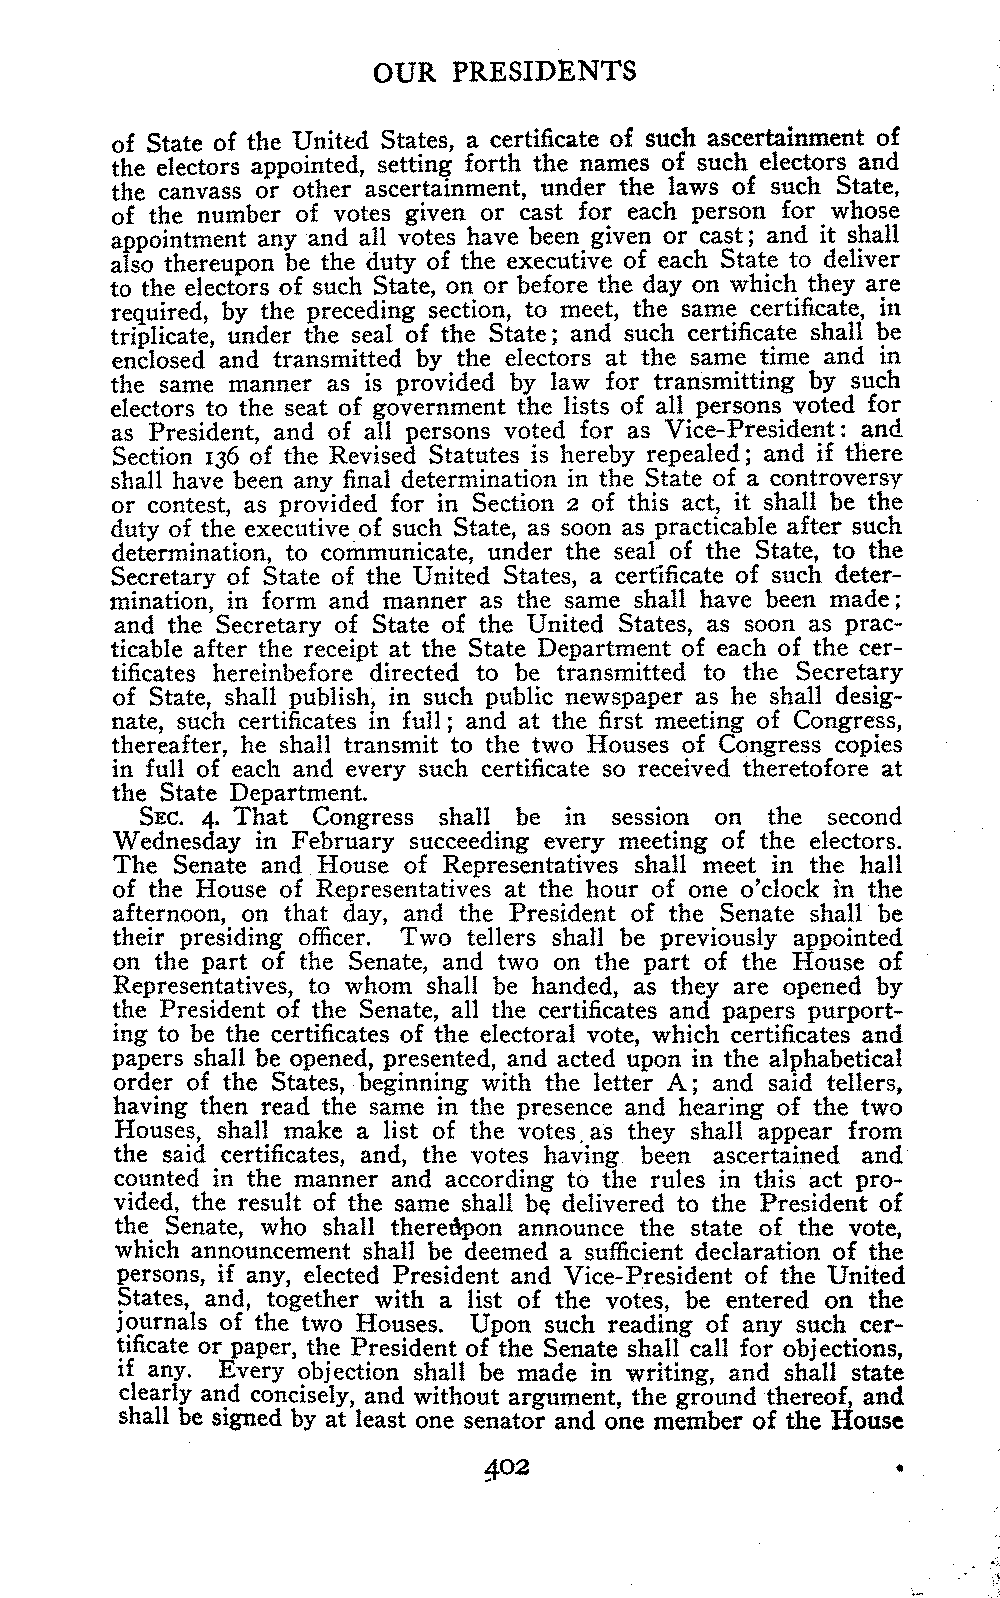 OUR PRESIDENTS
of State of the United States, a certificate of such ascertainment of
the electors appointed, setting forth the names of such electors and
the canvass or other ascertainment, under the laws of such State,
of the number of votes given or cast for each person for whose
appointment any and all votes have been given or cast; and it shall
also thereupon be the duty of the executive of each State to deliver
to the electors of such State, on or before the day on which they are
required, by the preceding section, to meet, the same certificate, in
triplicate, under the seal of the State; and such certificate shall be
enclosed and transmitted by the electors at the same time and in
the same manner as is provided by law for transmitting by such
electors to the seat of government the lists of all persons voted for
as President, and of all persons voted for as Vice-President: and
Section 136 of the Revised Statutes is hereby repealed; and if there
shall have been any final determination in the State of a controversy
or contest, as provided for in Section 2 of this act, it shall be the
duty of the executive of such State, as soon as practicable after such
determination, to communicate, under the seal of the State, to the
Secretary of State of the United States, a certificate of such deter-
mination, in form and manner as the same shall have been made;
and the Secretary of State of the United States, as soon as prac-
ticable after the receipt at the State Department of each of the cer-
tificates hereinbefore directed to be transmitted to the Secretary
of State, shall publish, in such public newspaper as he shall desig-
nate, such certificates in full; and at the first meeting of Congress,
thereafter, he shall transmit to the two Houses of Congress copies
in full of each and every such certificate so received theretofore at
the State Department.
SEC. 4. That Congress shall be in session on the second
Wednesday in February succeeding every meeting of the electors.
The Senate and House of Representatives shall meet in the hall
of the House of Representatives at the hour of one o'clock in the
afternoon, on that day, and the President of the Senate shall be
their presiding officer. Two tellers shall be previously appointed
on the part of the Senate, and two on the part of the House of
Representatives, to whom shall be handed, as they are opened by
the President of the Senate, all the certificates and papers purport-
ing to be the certificates of the electoral vote, which certificates and
papers shall be opened, presented, and acted upon in the alphabetical
order of the States, beginning with the letter A; and said tellers,
having then read the same in the presence and hearing of the two
Houses, shall make a list of the votes as they shall appear from
the said certificates, and, the votes having been ascertained and
counted in the manner and according to the rules in this act pro-
vided, the result of the same shall be delivered to the President of
the Senate, who shall thereupon announce the state of the vote,
which announcement shall be deemed a sufficient declaration of the
persons, if any, elected President and Vice-President of the United
States, and, together with a list of the votes, be entered on the
journals of the two Houses. Upon such reading of any such cer-
tificate or paper, the President of the Senate shall call for objections,
if any. Every objection shall be made in writing, and shall state
clearly and concisely, and without argument, the ground thereof, and
shall be signed by at least one senator and one member of the House
402